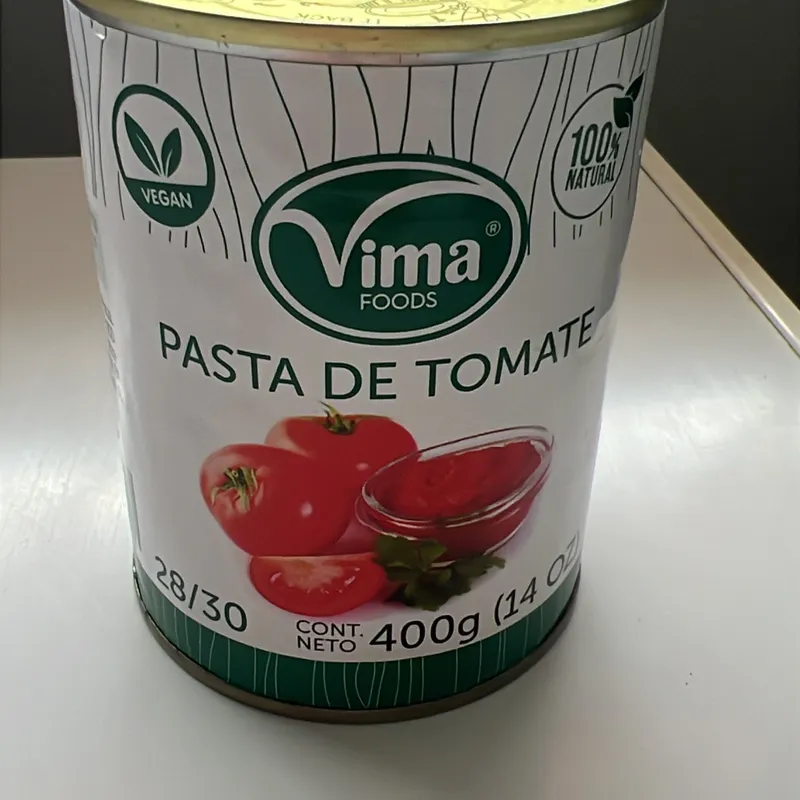 VEGAN
100%
NATURAL
Vima®
FOODS
PASTA DE TOMATE
28/30
CONT.
NETO
400g (14 OZ)